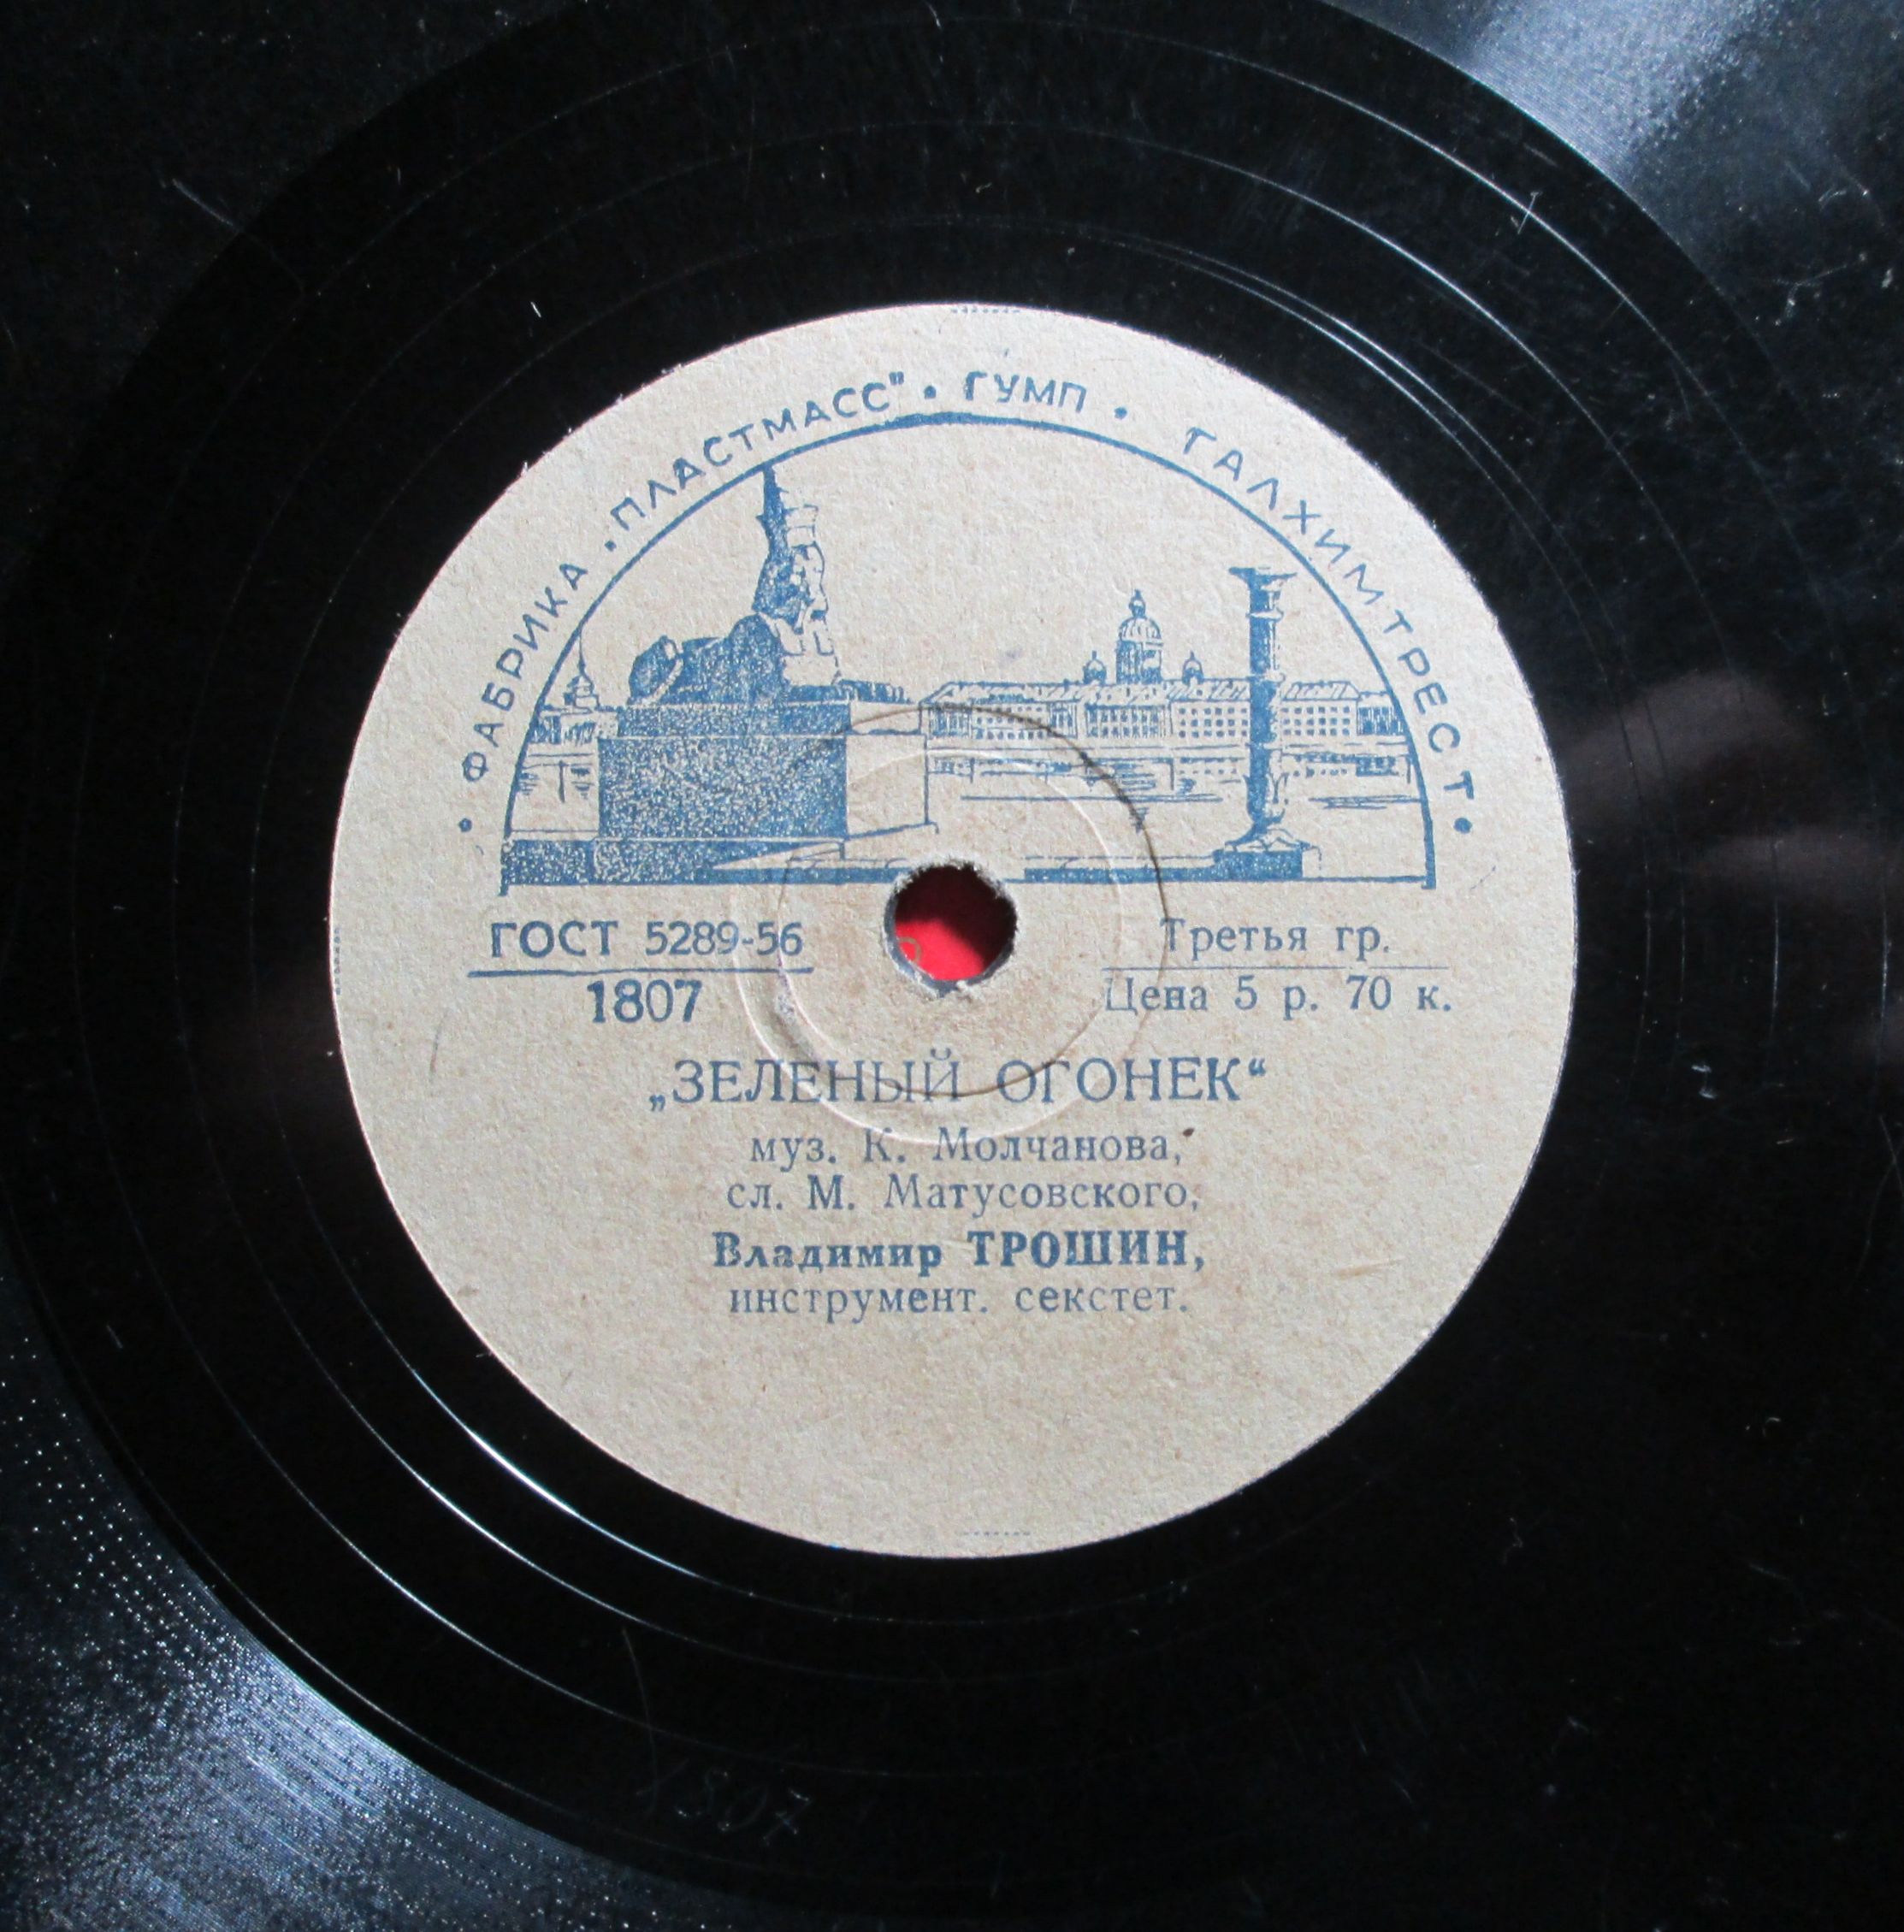 • ФАБРИКА „ПЛАСТМАСС" • ГУМП • ГАЛХИМТРЕСТ •
ГОСТ 5289-56
1807
Третья гр.
Цена 5 р. 70 к.
„ЗЕЛЕНЫЙ ОГОНЕК“
муз. К. Молчанова,
сл. М. Матусовского,
Владимир ТРОШИН,
инструмент. секстет.
1807